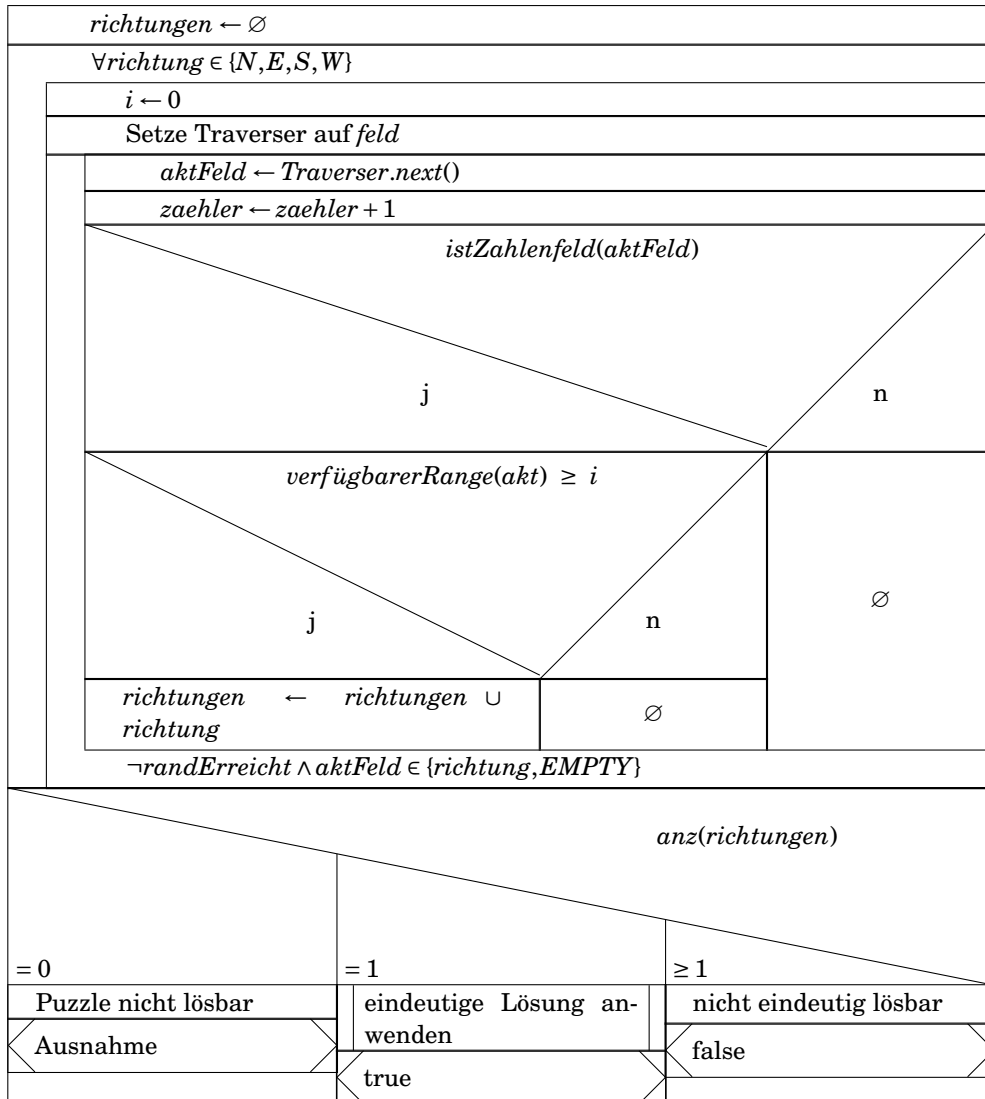 richtungen ← ∅
∀richtung ∈ {N,E,S,W}
i ← 0
Setze Traverser auf feld
aktFeld ← Traverser.next()
zaehler ← zaehler + 1
istZahlenfeld(aktFeld)
j
n
verfügbarerRange(akt) ≥ i
j
n
∅
richtungen ← richtungen ∪
richtung
∅
¬randErreicht ∧ aktFeld ∈ {richtung,EMPTY}
anz(richtungen)
= 0
= 1
≥ 1
Puzzle nicht lösbar
Ausnahme
eindeutige Lösung an-
wenden
true
nicht eindeutig lösbar
false